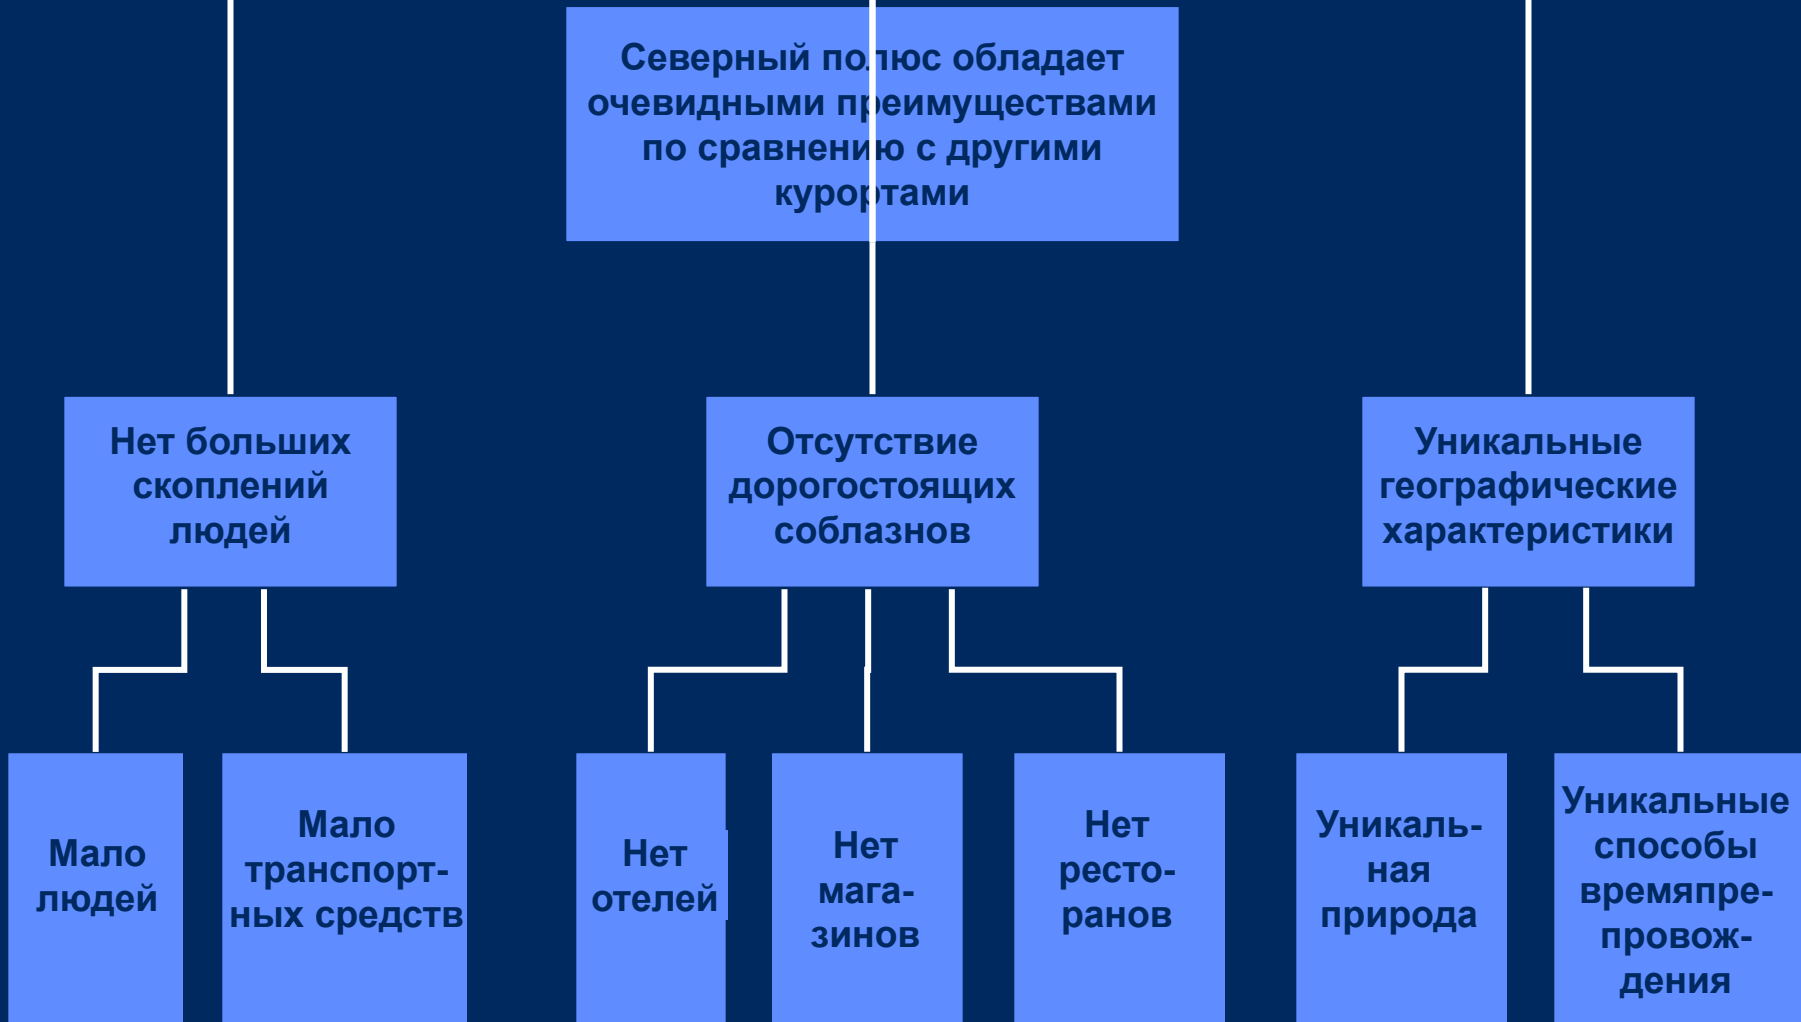 Северный полюс обладает
очевидными преимуществами
по сравнению с другими
курортами
Нет больших
скоплений
людей
Отсутствие
дорогостоящих
соблазнов
Уникальные
географические
характеристики
Мало
людей
Мало
транспорт-
ных средств
Нет
отелей
Нет
мага-
зинов
Нет
ресто-
ранов
Уникаль-
ная
природа
Уникальные
способы
времяпре-
провож-
дения